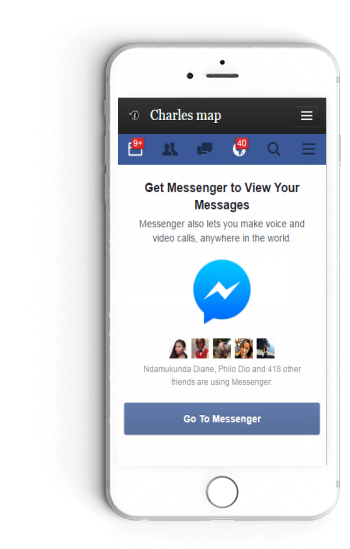 Charles map
9+
40
Get Messenger to View Your
Messages
Messenger also lets you make voice and
video calls, anywhere in the world.
Ndamukunda Diane, Philo Dio and 418 other
friends are using Messenger.
Go To Messenger